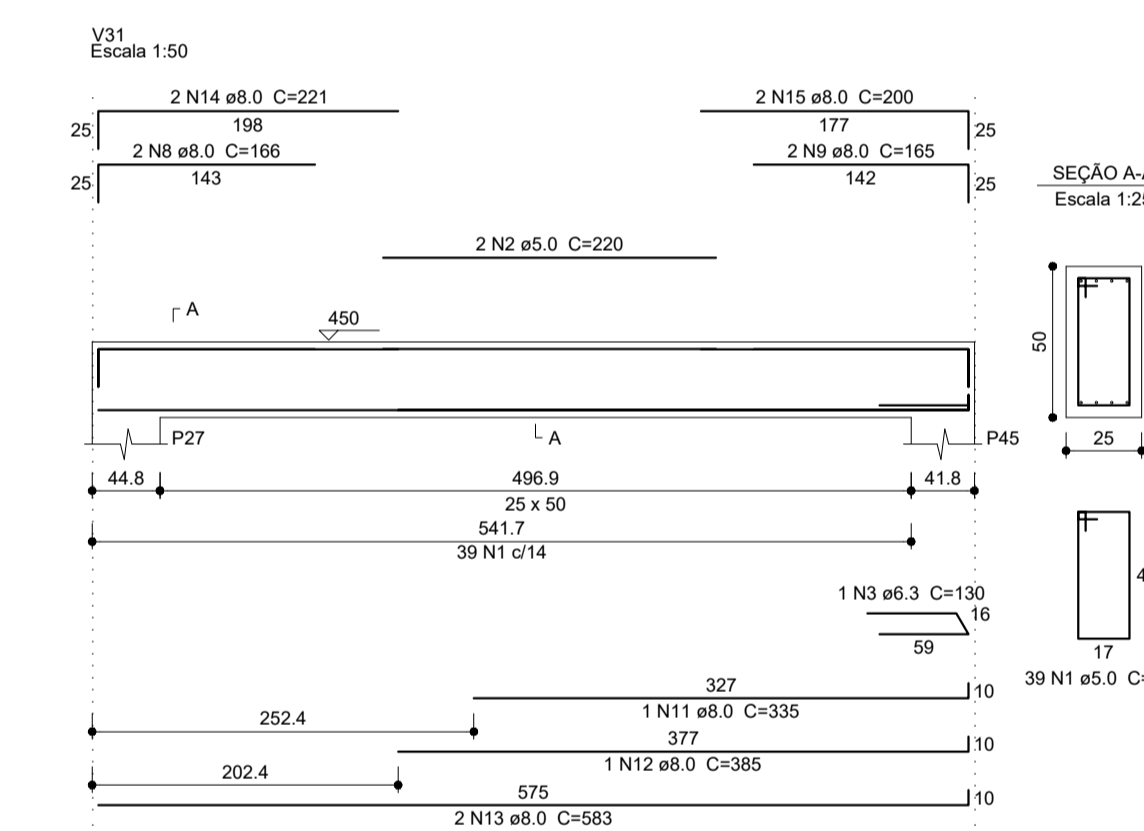 V31
Escala 1:50
2 N14 ø8.0 C=221
2 N15 ø8.0 C=200
25
198
177
25
2 N8 ø8.0 C=166
2 N9 ø8.0 C=165
25
143
142
25
SEÇÃO A-A
Escala 1:25
2 N2 ø5.0 C=220
A
450
50
25
P27
A
P45
44.8
496.9
41.8
25 x 50
541.7
39 N1 c/14
1 N3 ø6.3 C=130
16
59
4
17
39 N1 ø5.0 C=
327
10
1 N11 ø8.0 C=335
252.4
377
10
1 N12 ø8.0 C=385
202.4
575
10
2 N13 ø8.0 C=583